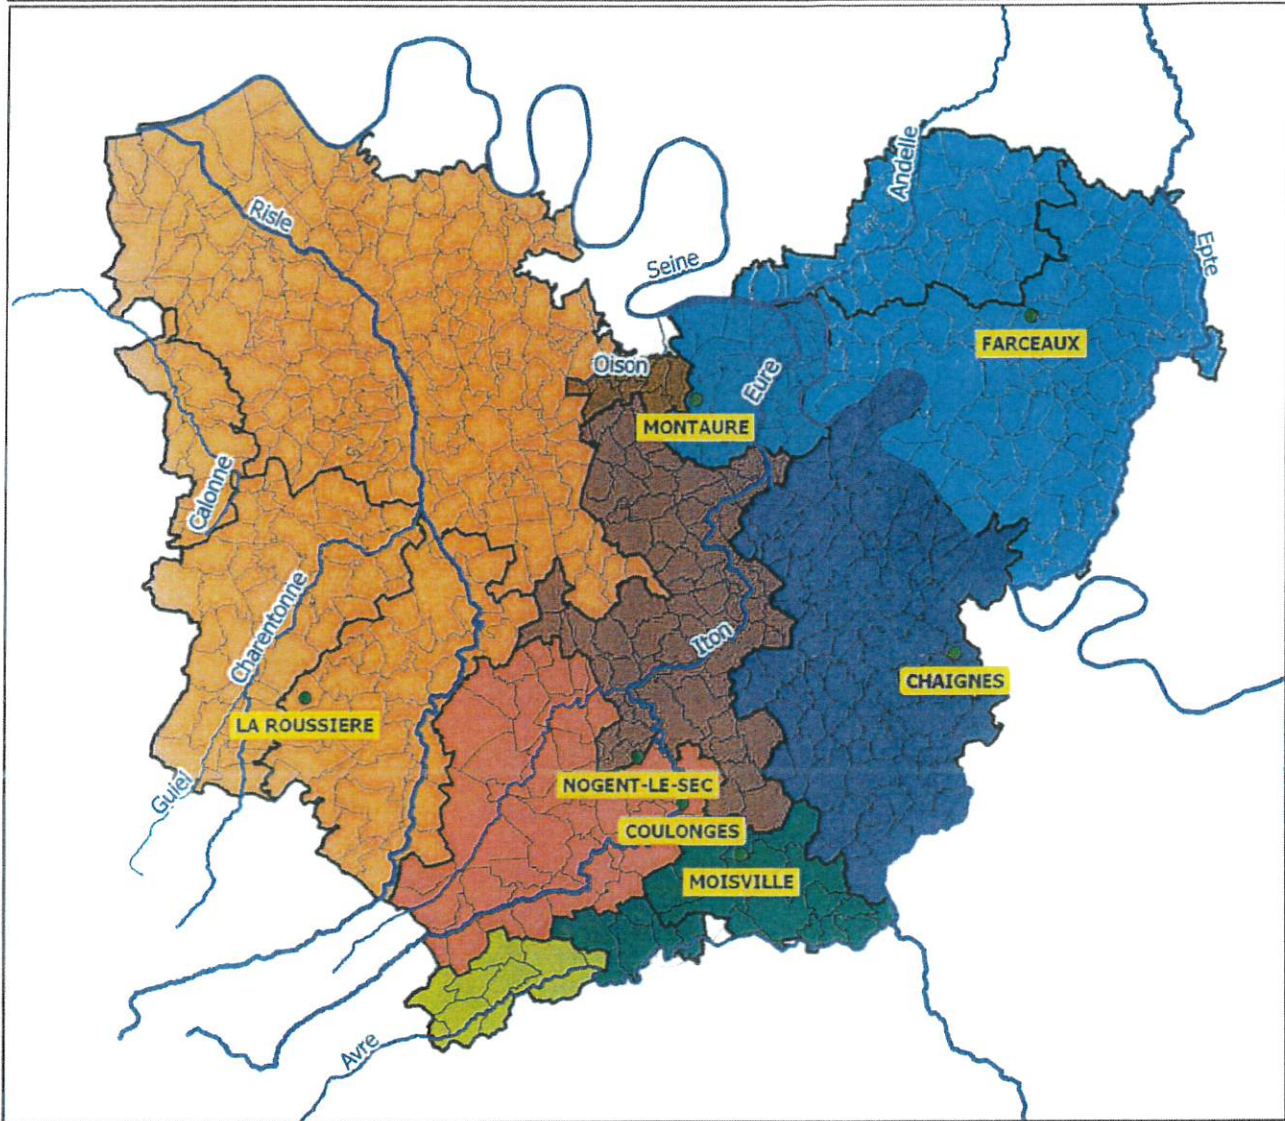 Andelle
Risle
Epte
Seine
FARCEAUX
Oison
Eure
MONTAURE
Calonne
Charentonne
Iton
CHAIGNES
LA ROUSSIERE
Guiel
NOGENT-LE-SEC
COULONGES
MOISVILLE
Avre